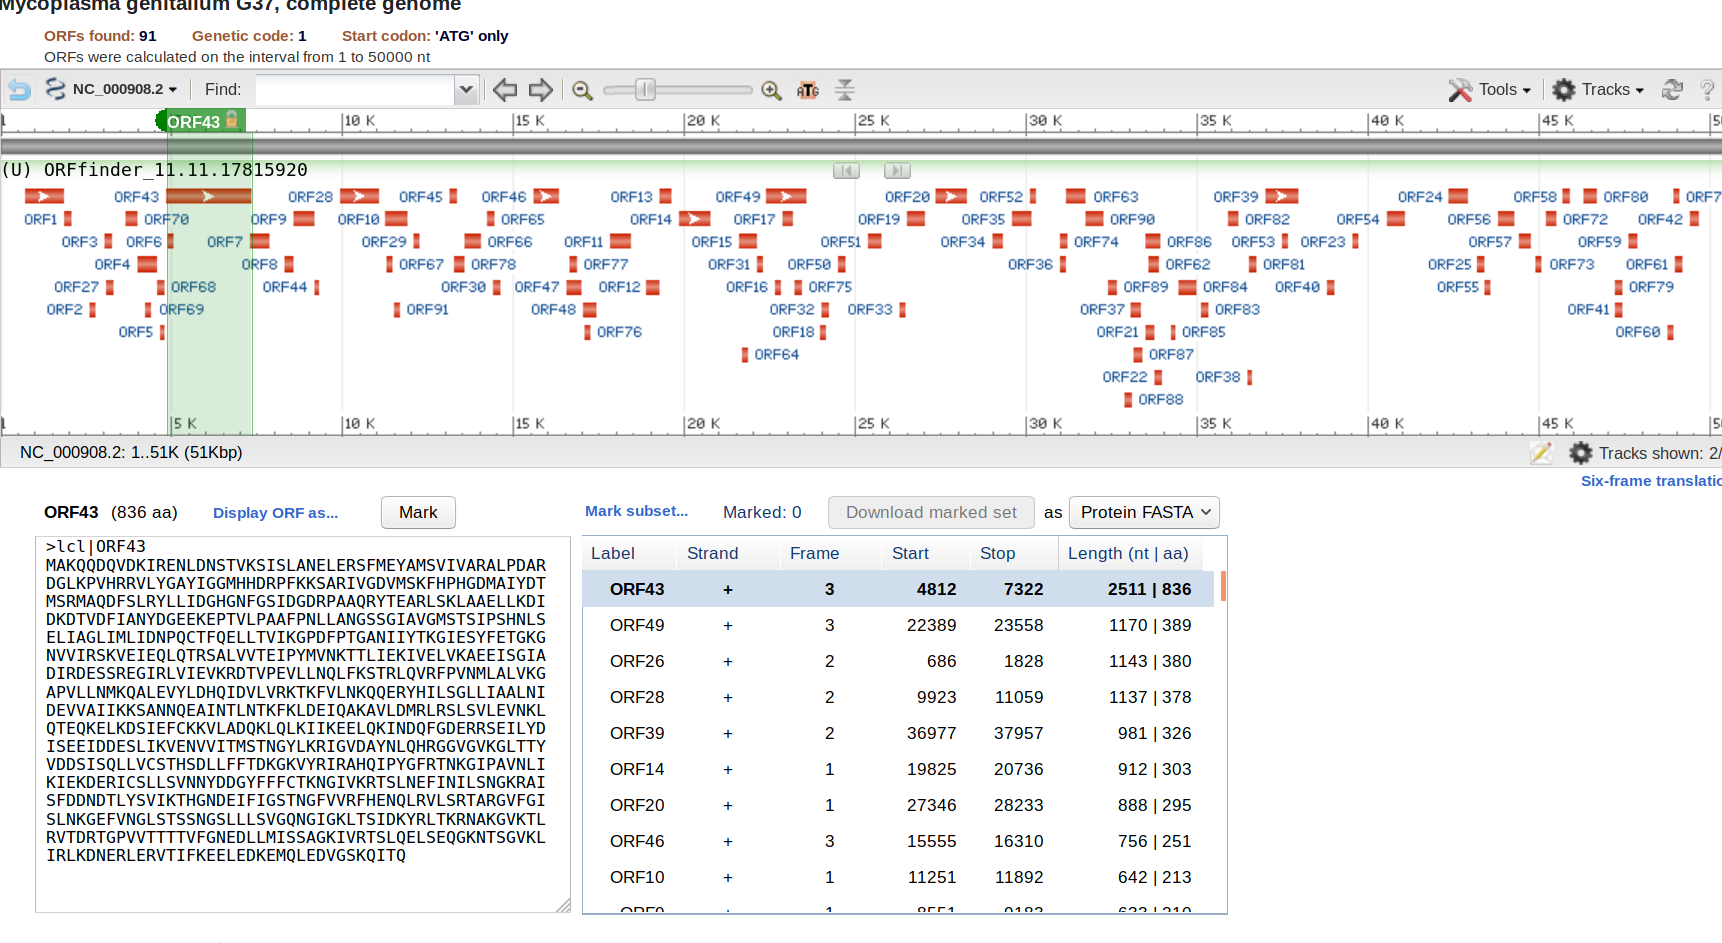 Mycoplasma genitalium G37, complete genome
ORFs found: 91 Genetic code: 1 Start codon: 'ATG' only
ORFs were calculated on the interval from 1 to 50000 nt
NC_000908.2 Find: ATG Tools Tracks ?
1 ORF43 10 K 15 K 20 K 25 K 30 K 35 K 40 K 45 K 5
(U) ORFfinder_11.11.17815920
ORF43 ORF28 ORF45 ORF46 ORF13 ORF49 ORF20 ORF52 ORF63 ORF39 ORF24 ORF58 ORF80 ORF7
ORF1 ORF70 ORF9 ORF10 ORF65 ORF14 ORF17 ORF19 ORF35 ORF90 ORF82 ORF54 ORF56 ORF72 ORF42
ORF3 ORF6 ORF7 ORF29 ORF66 ORF11 ORF15 ORF51 ORF34 ORF74 ORF86 ORF53 ORF23 ORF57 ORF59
ORF4 ORF8 ORF67 ORF78 ORF77 ORF31 ORF50 ORF36 ORF62 ORF81 ORF25 ORF73 ORF61
ORF27 ORF68 ORF44 ORF30 ORF47 ORF12 ORF16 ORF75 ORF89 ORF84 ORF40 ORF55 ORF79
ORF2 ORF69 ORF91 ORF48 ORF32 ORF33 ORF37 ORF83 ORF41
ORF5 ORF76 ORF18 ORF21 ORF85 ORF60
ORF64 ORF87
ORF22 ORF38
ORF88
1 5 K 10 K 15 K 20 K 25 K 30 K 35 K 40 K 45 K 5
NC_000908.2: 1..51K (51Kbp) Tracks shown: 2/
Six-frame translatio
ORF43 (836 aa) Display ORF as... Mark
>lcl|ORF43
MAKQQDQVDKIRENLDNSTVKSISLANELERSFMEYAMSVIVARALPDAR
DGLKPVHRRVLYGAYIGGMHHDRPFKKSARIVGDVMSKFHPHGDMAIYDT
MSRMAQDFSLRYLLIDGHGNFGSIDGDRPAAQRYTEARLSKLAAELLKDI
DKDTVDFIANYDGEEKEPTVLPAAFPNLLANGSSGIAVGMSTSIPSHNLS
ELIAGLIMLIDNPQCTFQELLTVIKGPDFPTGANIIYTKGIESYFETGKG
NVVIRSKVEIEQLQTRSALVVTEIPYMVNKTTLIEKIVELVKAEEISGIA
DIRDESSREGIRLVIEVKRDTVPEVLLNQLFKSTRLQVRFPVNMLALVKG
APVLLNMKQALEVYLDHQIDVLVRKTKFVLNKQQERYHILSGLLIAALNI
DEVVAIIKKSANNQEAINTLNTKFKLDEIQAKAVLDMRLRSLSVLEVNKL
QTEQKELKDSIEFCKKVLADQKLQLKIIKEELQKINDQFGDERRSEILYD
ISEEIDDESLIKVENVVITMSTNGYLKRIGVDAYNLQHRGGVGVKGLTTY
VDDSISQLLVCSTHSDLLFFTDKGKVYRIRAHQIPYGFRTNKGIPAVNLI
KIEKDERICSLLSVNNYDDGYFFFCTKNGIVKRTSLNEFINILSNGKRAI
SFDDNDTLYSVIKTHGNDEIFIGSTNGFVVRFHENQLRVLSRTARGVFGI
SLNKGEFVNGLSTSSNGSLLLSVGQNGIGKLTSIDKYRLTKRNAKGVKTL
RVTDRTGPVVTTTTVFGNEDLLMISSAGKIVRTSLQELSEQGKNTSGVKL
IRLKDNERLERVTIFKEELEDKEMQLEDVGSKQITQ
Mark subset... Marked: 0 Download marked set as Protein FASTA
Label Strand Frame Start Stop Length (nt | aa)
ORF43 + 3 4812 7322 2511 | 836
ORF49 + 3 22389 23558 1170 | 389
ORF26 + 2 686 1828 1143 | 380
ORF28 + 2 9923 11059 1137 | 378
ORF39 + 2 36977 37957 981 | 326
ORF14 + 1 19825 20736 912 | 303
ORF20 + 1 27346 28233 888 | 295
ORF46 + 3 15555 16310 756 | 251
ORF10 + 1 11251 11892 642 | 213
ORF9 + 1 8551 9183 633 | 210